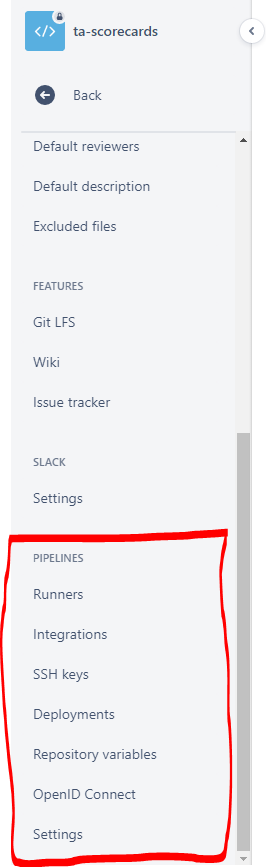 </>
ta-scorecards
Back
Default reviewers
Default description
Excluded files
FEATURES
Git LFS
Wiki
Issue tracker
SLACK
Settings
PIPELINES
Runners
Integrations
SSH keys
Deployments
Repository variables
OpenID Connect
Settings